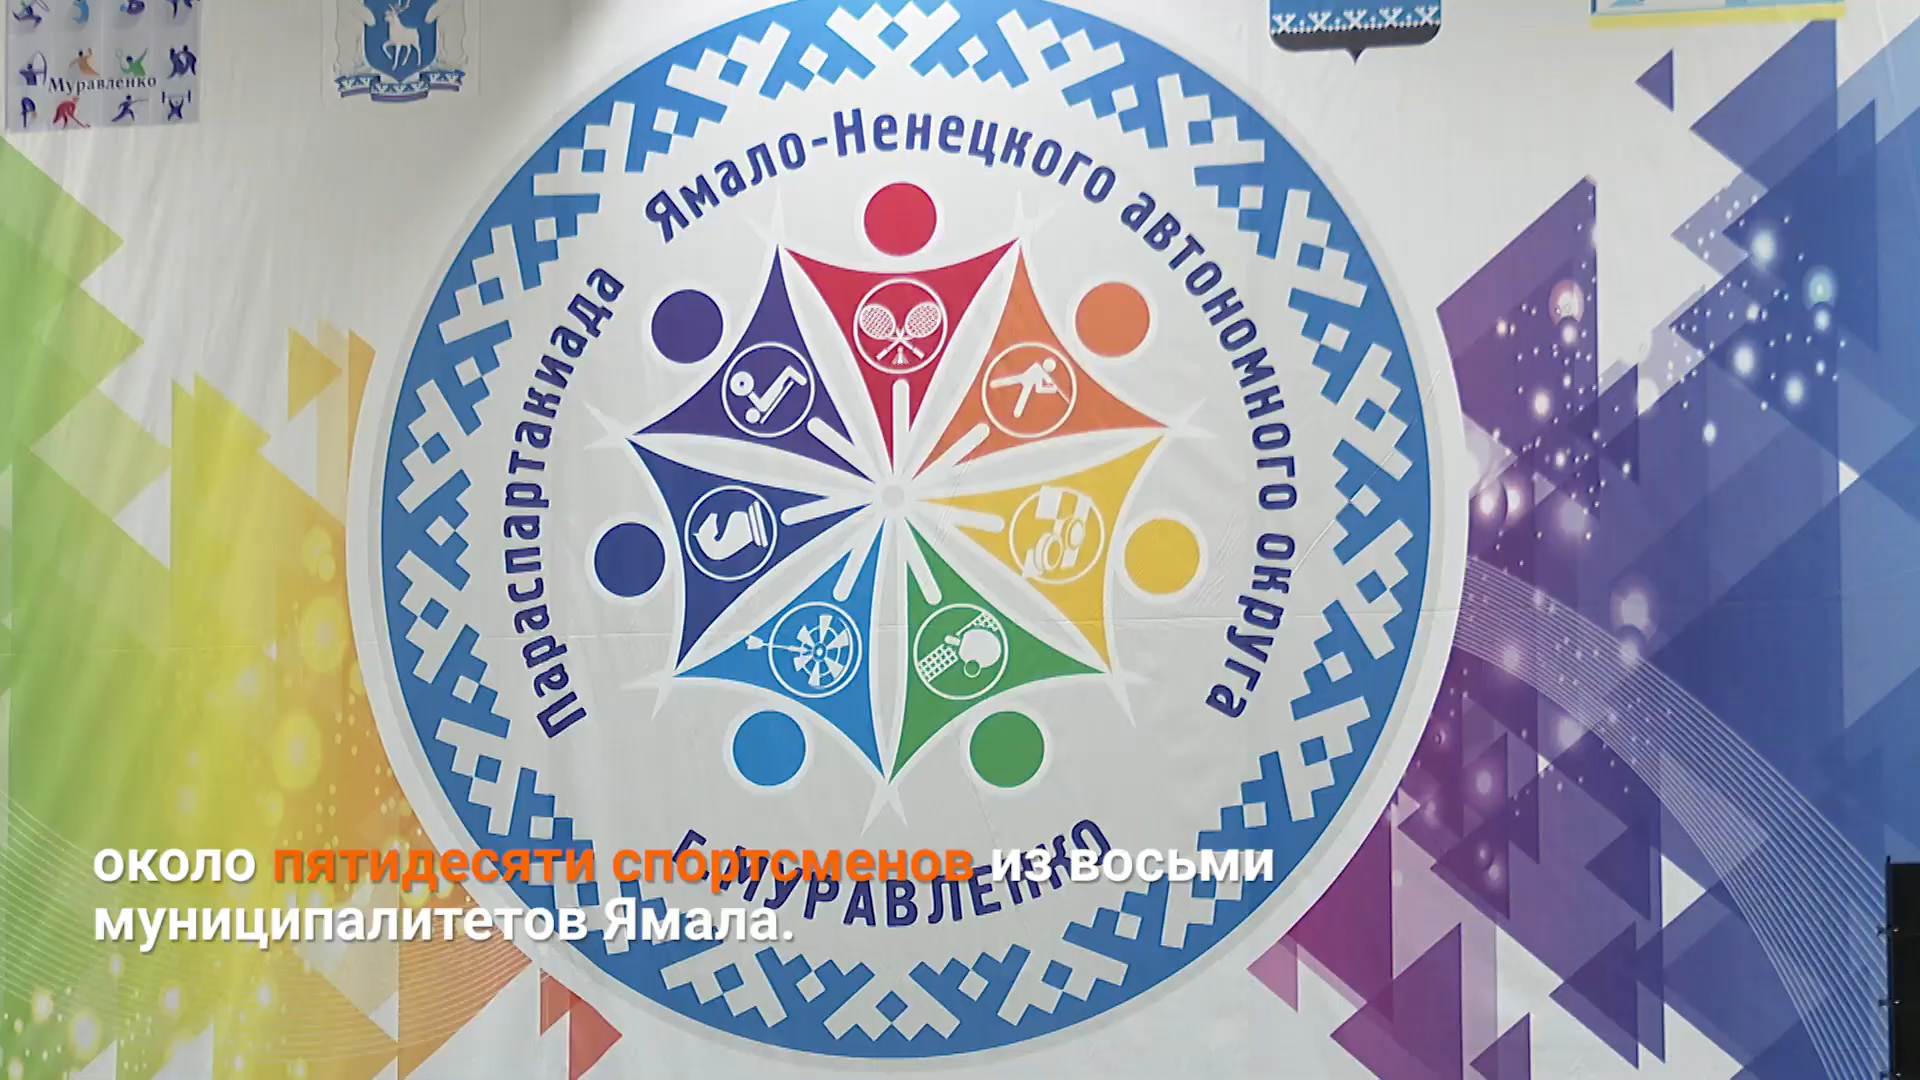 Муравленко
Параспартакиада Ямало-Ненецкого автономного округа
г. МУРАВЛЕНКО
около пятидесяти спортсменов из восьми
муниципалитетов Ямала.